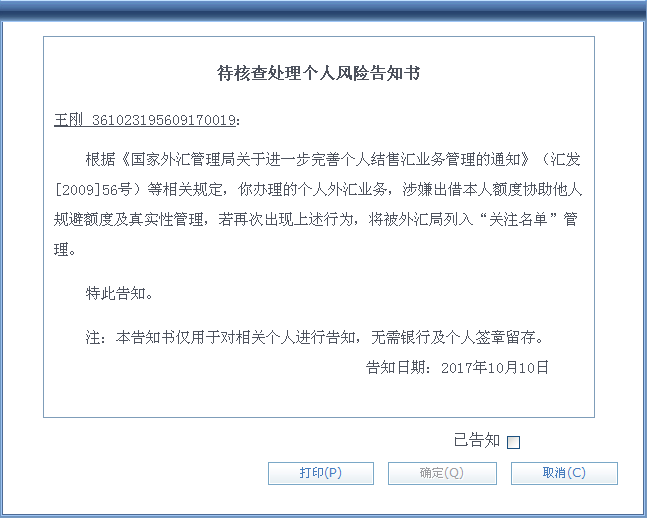 待核查处理个人风险告知书
王刚 361023195609170019:
根据《国家外汇管理局关于进一步完善个人结售汇业务管理的通知》（汇发
[2009]56号）等相关规定，你办理的个人外汇业务，涉嫌出借本人额度协助他人
规避额度及真实性管理，若再次出现上述行为，将被外汇局列入“关注名单”管
理。
特此告知。
注：本告知书仅用于对相关个人进行告知，无需银行及个人签章留存。
告知日期：2017年10月10日
已告知
打印(P) 确定(Q) 取消(C)